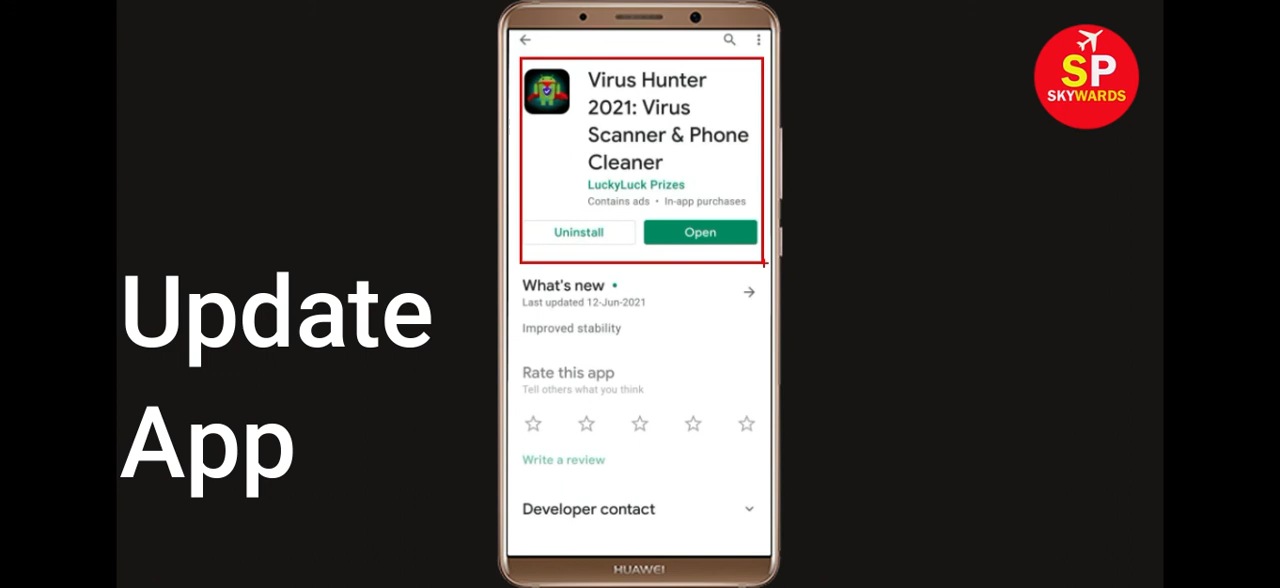 SP
SKYWARDS
Virus Hunter
2021: Virus
Scanner & Phone
Cleaner
LuckyLuck Prizes
Contains ads • In-app purchases
Uninstall Open
What's new •
Last updated 12-Jun-2021
Improved stability
Rate this app
Tell others what you think
Write a review
Developer contact
HUAWEI
Update
App